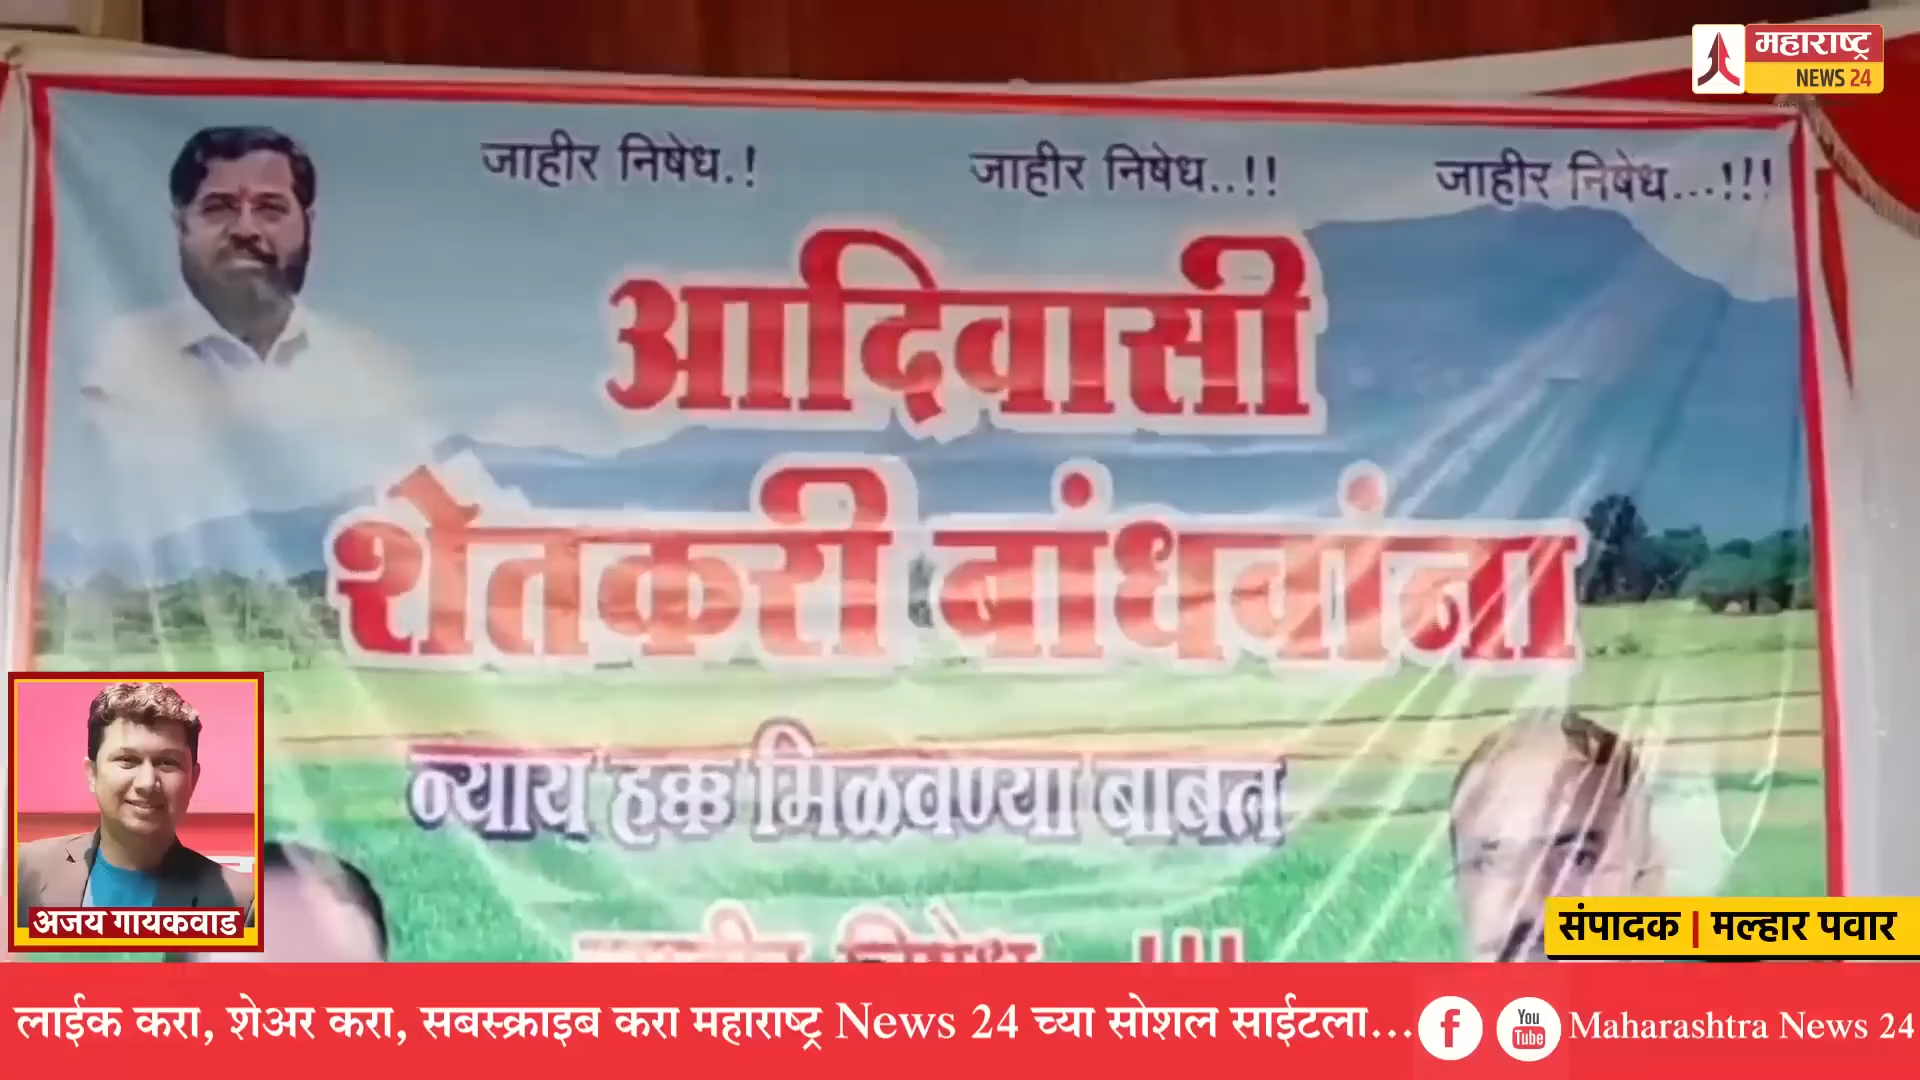 महाराष्ट्र
NEWS 24
जाहीर निषेध.! जाहीर निषेध..!! जाहीर निषेध...!!!
आदिवासी
शेतकरी बांधवांना
न्याय हक्क मिळवण्या बाबत
जाहीर निषेध...!!!
अजय गायकवाड
संपादक | मल्हार पवार
लाईक करा, शेअर करा, सबस्क्राइब करा महाराष्ट्र News 24 च्या सोशल साईटला...
f
You Tube
Maharashtra News 24